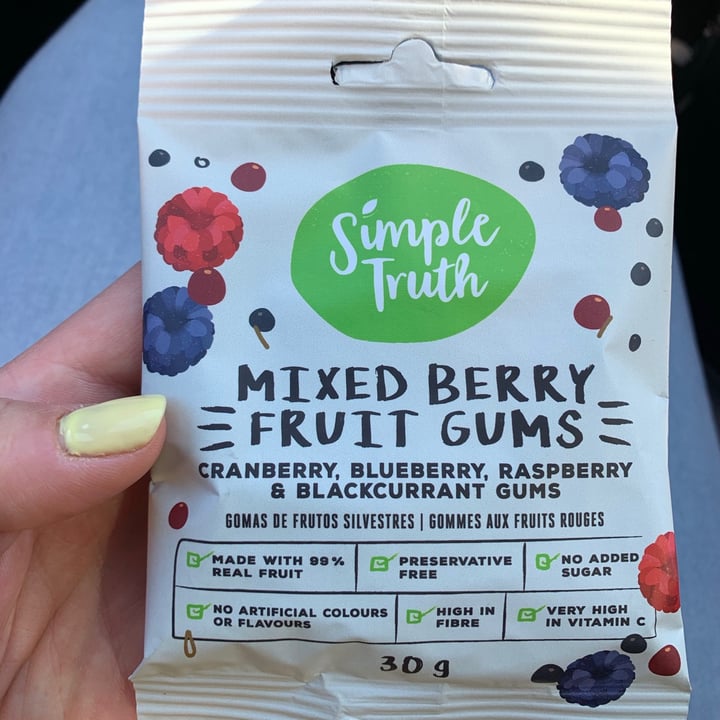 Simple
Truth
MIXED BERRY
FRUIT GUMS
CRANBERRY, BLUEBERRY, RASPBERRY
& BLACKCURRANT GUMS
GOMAS DE FRUTOS SILVESTRES | GOMMES AUX FRUITS ROUGES
MADE WITH 99%
REAL FRUIT
PRESERVATIVE
FREE
NO ADDED
SUGAR
NO ARTIFICIAL COLOURS
OR FLAVOURS
HIGH IN
FIBRE
VERY HIGH
IN VITAMIN C
30 g